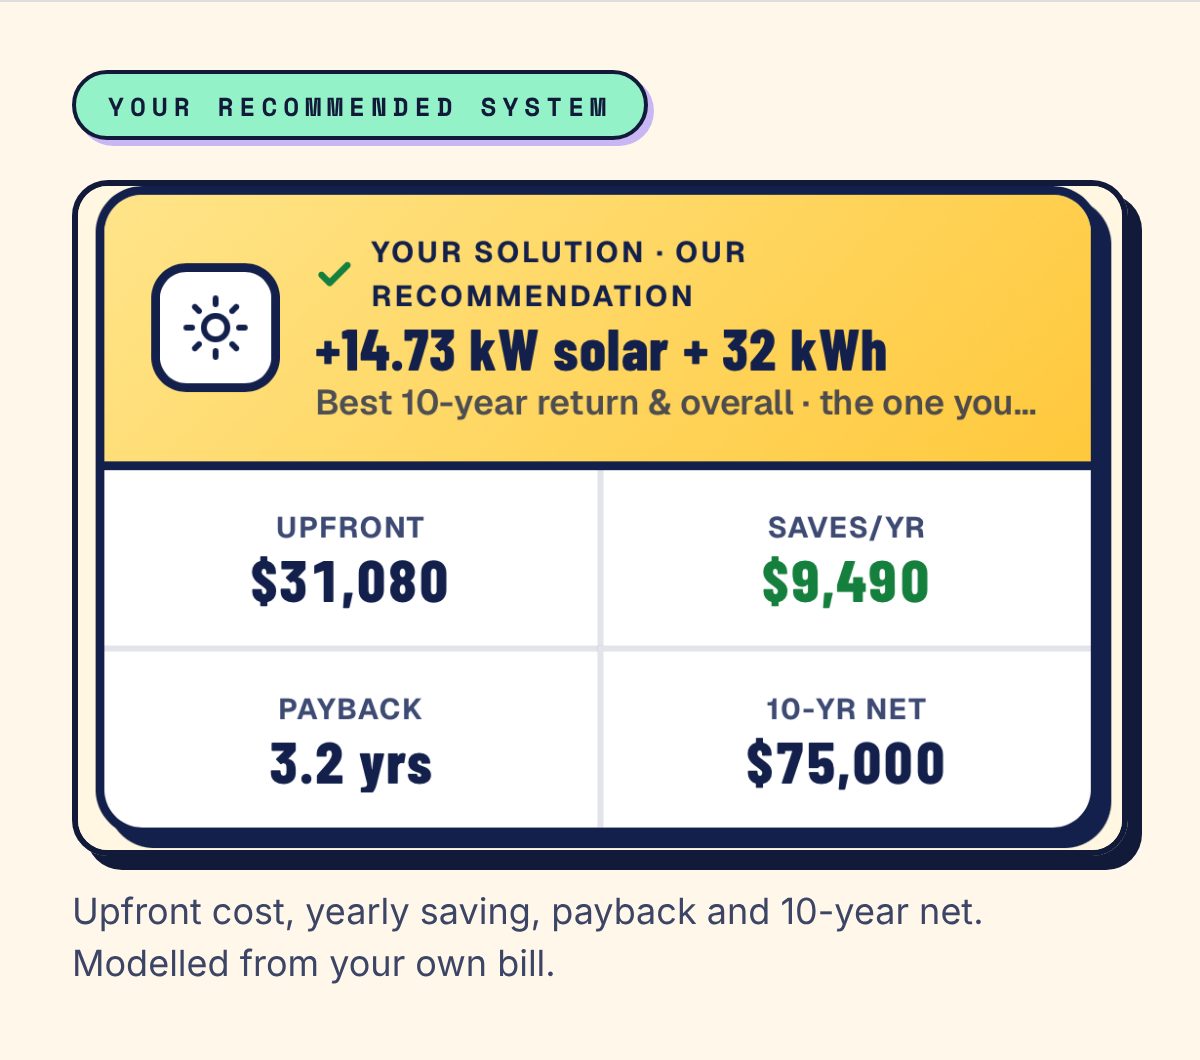 YOUR RECOMMENDED SYSTEM
YOUR SOLUTION · OUR
RECOMMENDATION
+14.73 kW solar + 32 kWh
Best 10-year return & overall · the one you...
UPFRONT
$31,080
SAVES/YR
$9,490
PAYBACK
3.2 yrs
10-YR NET
$75,000
Upfront cost, yearly saving, payback and 10-year net.
Modelled from your own bill.